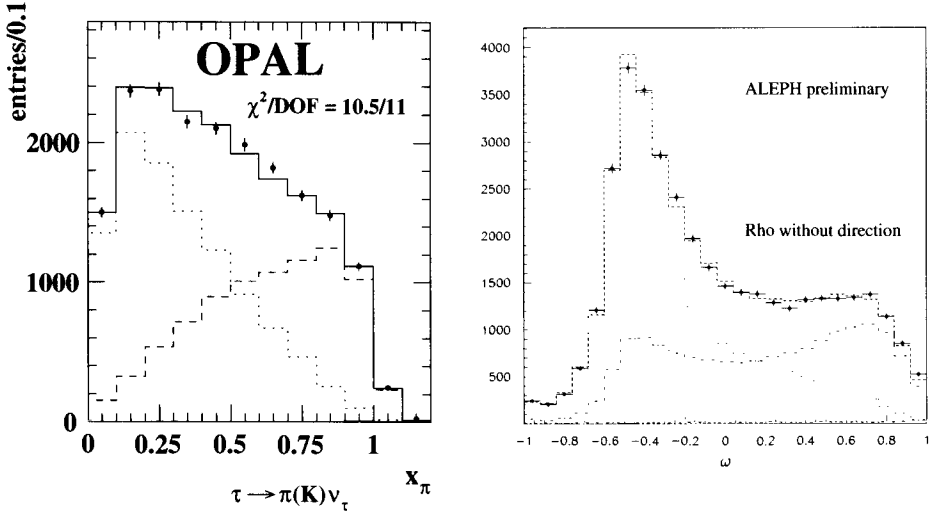 entries/0.1
OPAL
χ²/DOF = 10.5/11
2000
1000
0
0 0.25 0.5 0.75 1
x_π
τ → π(K) ν_τ
4000
3500
3000
2500
2000
1500
1000
500
ALEPH preliminary
Rho without direction
−1 −0.8 −0.6 −0.4 −0.2 0 0.2 0.4 0.6 0.8 1
ω